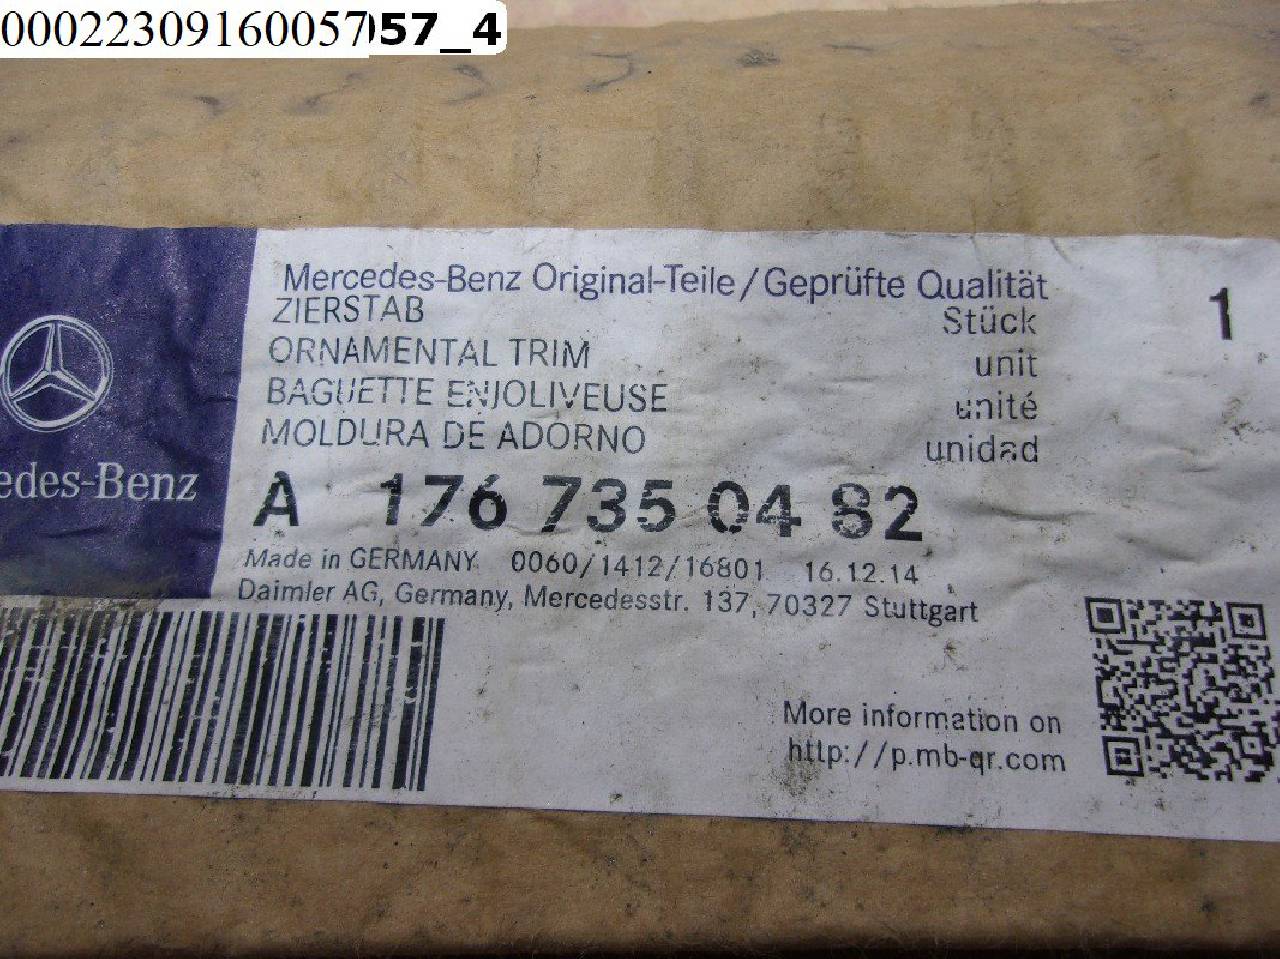 00022309160057057_4
Mercedes-Benz Original-Teile/Geprüfte Qualität
ZIERSTAB Stück 1
ORNAMENTAL TRIM unit
BAGUETTE ENJOLIVEUSE unité
MOLDURA DE ADORNO unidad
edes-Benz
A 176 735 04 82
Made in GERMANY 0060/1412/16801 16.12.14
Daimler AG, Germany, Mercedesstr. 137, 70327 Stuttgart
More information on
http://p.mb-qr.com